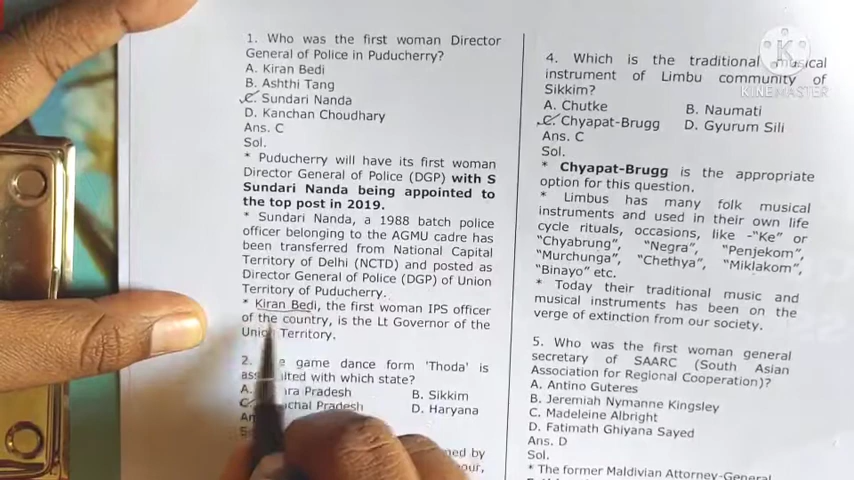 1. Who was the first woman Director
General of Police in Puducherry?
A. Kiran Bedi
B. Ashthi Tang
C. Sundari Nanda
D. Kanchan Choudhary
Ans. C
Sol.
* Puducherry will have its first woman
Director General of Police (DGP) with S
Sundari Nanda being appointed to
the top post in 2019.
* Sundari Nanda, a 1988 batch police
officer belonging to the AGMU cadre has
been transferred from National Capital
Territory of Delhi (NCTD) and posted as
Director General of Police (DGP) of Union
Territory of Puducherry.
* Kiran Bedi, the first woman IPS officer
of the country, is the Lt Governor of the
Union Territory.
2. game dance form 'Thoda' is
with which state?
A. Pradesh B. Sikkim
C. Pradesh D. Haryana
by
4. Which is the traditional musical
instrument of Limbu community of
Sikkim?
A. Chutke B. Naumati
C. Chyapat-Brugg D. Gyurum Sili
Ans. C
Sol.
* Chyapat-Brugg is the appropriate
option for this question.
* Limbus has many folk musical
instruments and used in their own life
cycle rituals, occasions, like -"Ke" or
"Chyabrung", "Negra", "Penjekom",
"Murchunga", "Chethya", "Miklakom",
"Binayo" etc.
* Today their traditional music and
musical instruments has been on the
verge of extinction from our society.
5. Who was the first woman general
secretary of SAARC (South Asian
Association for Regional Cooperation)?
A. Antino Guteres
B. Jeremiah Nymanne Kingsley
C. Madeleine Albright
D. Fatimath Ghiyana Sayed
Ans. D
Sol.
* The former Maldivian Attorney-General
K
KINEMASTER